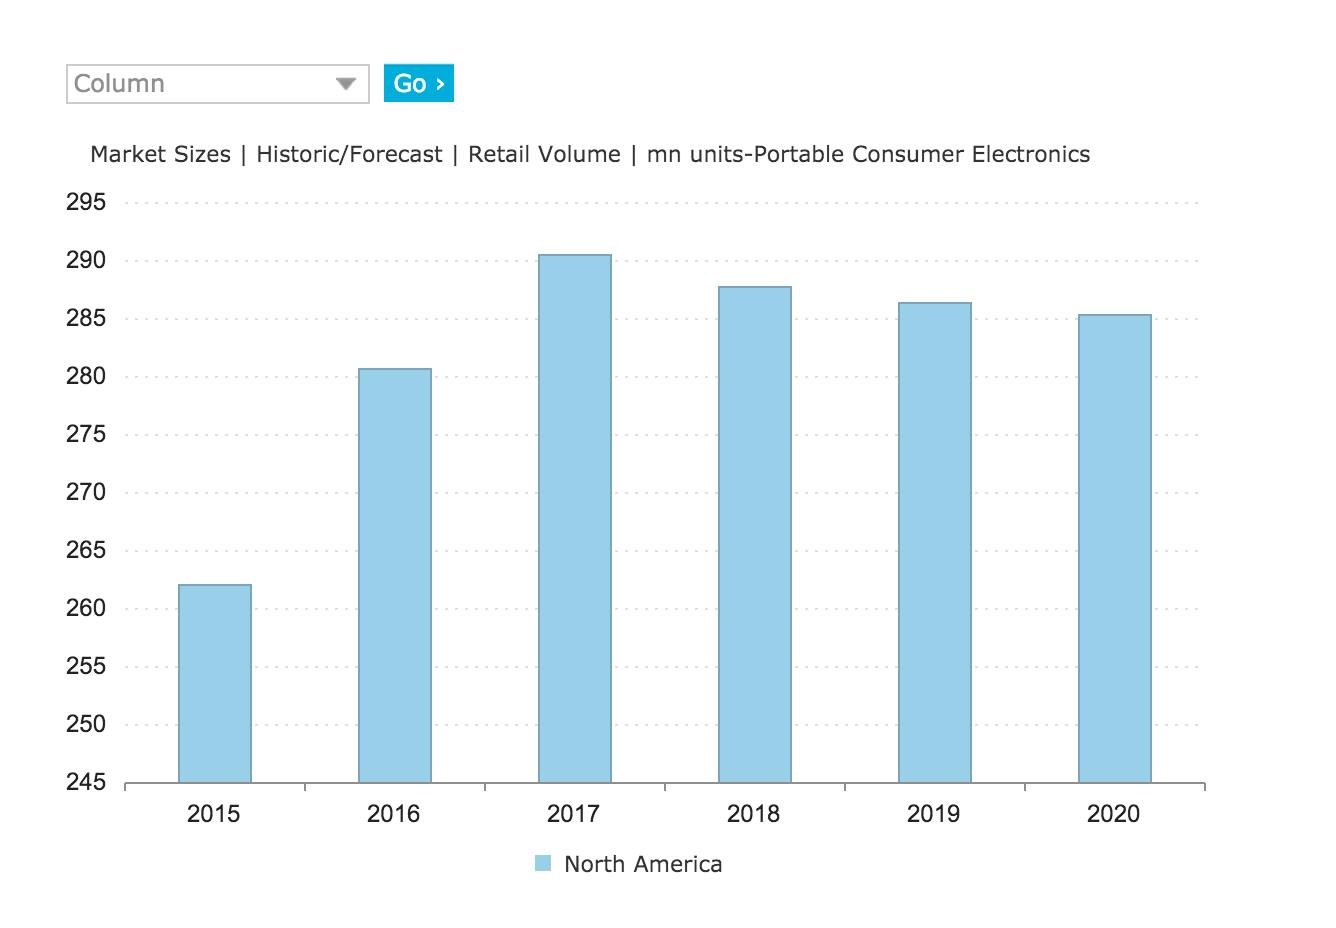 Column
Go ›
Market Sizes | Historic/Forecast | Retail Volume | mn units-Portable Consumer Electronics
295
290
285
280
275
270
265
260
255
250
245
2015 2016 2017 2018 2019 2020
North America